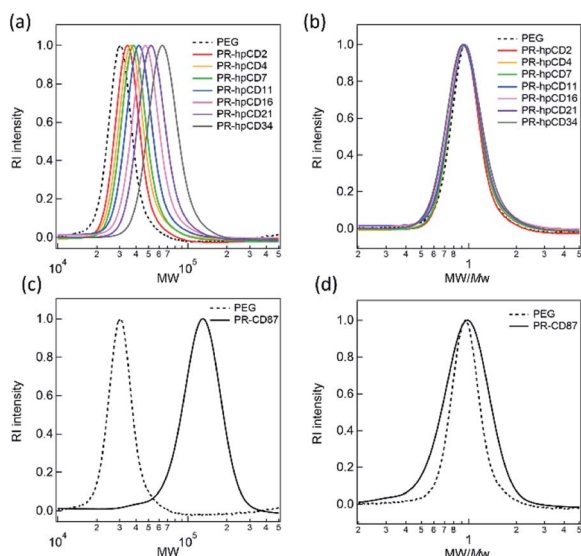 (a)
RI intensity
1.0
0.8
0.6
0.4
0.2
0.0
PEG
PR-hpCD2
PR-hpCD4
PR-hpCD7
PR-hpCD11
PR-hpCD16
PR-hpCD21
PR-hpCD34
10⁴ 2 3 4 5 6 7 10⁵ 2 3 4 5
MW
(b)
RI intensity
1.0
0.8
0.6
0.4
0.2
0.0
PEG
PR-hpCD2
PR-hpCD4
PR-hpCD7
PR-hpCD11
PR-hpCD16
PR-hpCD21
PR-hpCD34
2 3 4 5 6 7 8 1 2 3 4 5
MW/Mw
(c)
RI intensity
1.0
0.8
0.6
0.4
0.2
0.0
PEG
PR-CD87
10⁴ 2 3 4 5 6 7 10⁵ 2 3 4 5
MW
(d)
RI intensity
1.0
0.8
0.6
0.4
0.2
0.0
PEG
PR-CD87
2 3 4 5 6 7 8 1 2 3 4 5
MW/Mw